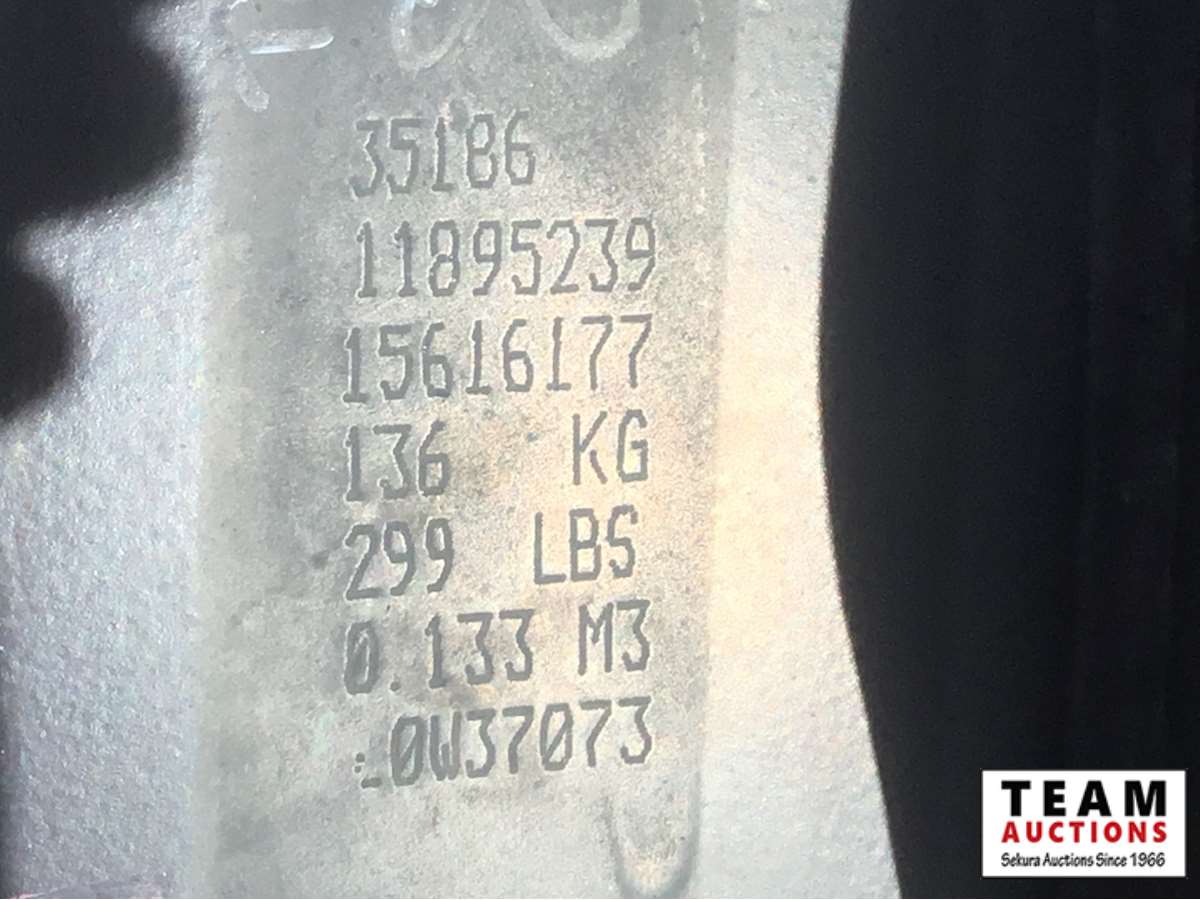 35186
11895239
15616177
136 KG
299 LBS
0.133 M3
0W37073
TEAM
AUCTIONS
Sekura Auctions Since 1966